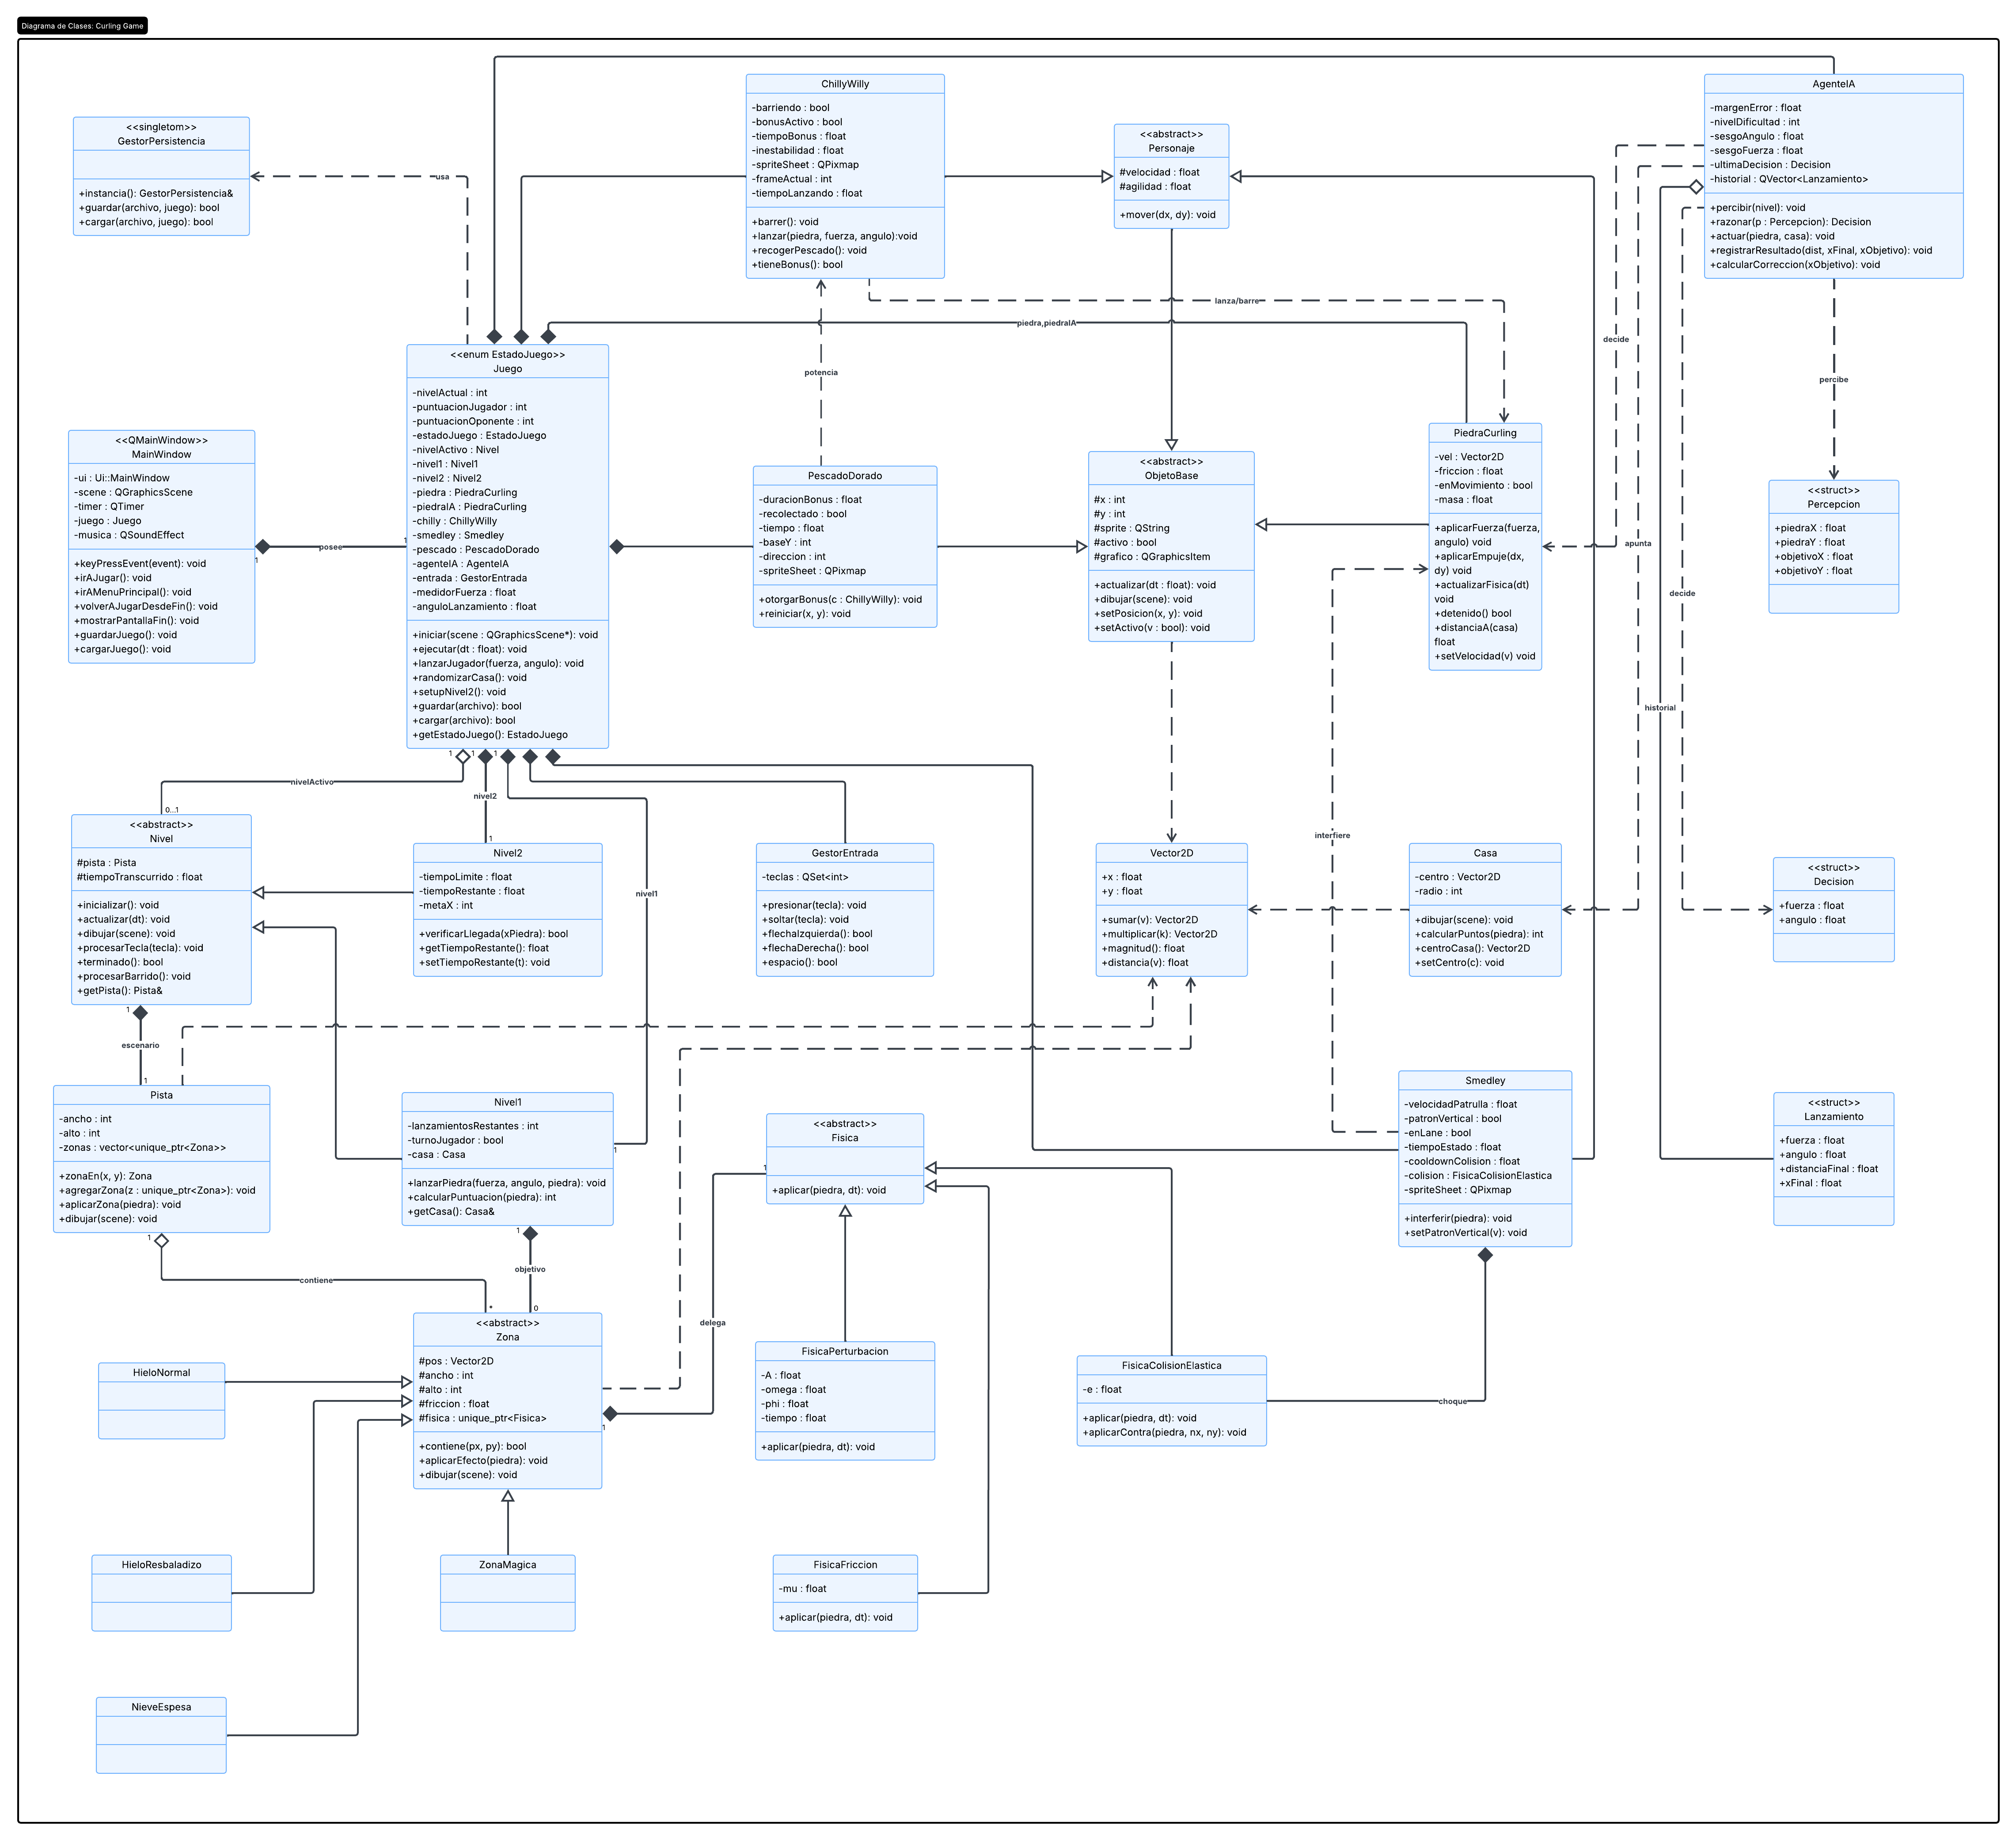 Diagrama de Clases: Curling Game
<<singletom>>
GestorPersistencia
+instancia(): GestorPersistencia&
+guardar(archivo, juego): bool
+cargar(archivo, juego): bool
usa
ChillyWilly
-barriendo : bool
-bonusActivo : bool
-tiempoBonus : float
-inestabilidad : float
-spriteSheet : QPixmap
-frameActual : int
-tiempoLanzando : float
+barrer(): void
+lanzar(piedra, fuerza, angulo):void
+recogerPescado(): void
+tieneBonus(): bool
<<abstract>>
Personaje
#velocidad : float
#agilidad : float
+mover(dx, dy): void
AgenteIA
-margenError : float
-nivelDificultad : int
-sesgoAngulo : float
-sesgoFuerza : float
-ultimaDecision : Decision
-historial : QVector<Lanzamiento>
+percibir(nivel): void
+razonar(p : Percepcion): Decision
+actuar(piedra, casa): void
+registrarResultado(dist, xFinal, xObjetivo): void
+calcularCorreccion(xObjetivo): void
lanza/barre
piedra,piedraIA
decide
potencia
percibe
<<enum EstadoJuego>>
Juego
-nivelActual : int
-puntuacionJugador : int
-puntuacionOponente : int
-estadoJuego : EstadoJuego
-nivelActivo : Nivel
-nivel1 : Nivel1
-nivel2 : Nivel2
-piedra : PiedraCurling
-piedraIA : PiedraCurling
-chilly : ChillyWilly
-smedley : Smedley
-pescado : PescadoDorado
-agenteIA : AgenteIA
-entrada : GestorEntrada
-medidorFuerza : float
-anguloLanzamiento : float
+iniciar(scene : QGraphicsScene*): void
+ejecutar(dt : float): void
+lanzarJugador(fuerza, angulo): void
+randomizarCasa(): void
+setupNivel2(): void
+guardar(archivo): bool
+cargar(archivo): bool
+getEstadoJuego(): EstadoJuego
<<QMainWindow>>
MainWindow
-ui : Ui::MainWindow
-scene : QGraphicsScene
-timer : QTimer
-juego : Juego
-musica : QSoundEffect
+keyPressEvent(event): void
+irAJugar(): void
+irAMenuPrincipal(): void
+volverAJugarDesdeFin(): void
+mostrarPantallaFin(): void
+guardarJuego(): void
+cargarJuego(): void
1
posee
1
PescadoDorado
-duracionBonus : float
-recolectado : bool
-tiempo : float
-baseY : int
-direccion : int
-spriteSheet : QPixmap
+otorgarBonus(c : ChillyWilly): void
+reiniciar(x, y): void
<<abstract>>
ObjetoBase
#x : int
#y : int
#sprite : QString
#activo : bool
#grafico : QGraphicsItem
+actualizar(dt : float): void
+dibujar(scene): void
+setPosicion(x, y): void
+setActivo(v : bool): void
PiedraCurling
-vel : Vector2D
-friccion : float
-enMovimiento : bool
-masa : float
+aplicarFuerza(fuerza,
angulo) void
+aplicarEmpuje(dx,
dy) void
+actualizarFisica(dt)
void
+detenido() bool
+distanciaA(casa)
float
+setVelocidad(v) void
apunta
decide
<<struct>>
Percepcion
+piedraX : float
+piedraY : float
+objetivoX : float
+objetivoY : float
historial
1
1
1
nivelActivo
nivel2
0...1
1
<<abstract>>
Nivel
#pista : Pista
#tiempoTranscurrido : float
+inicializar(): void
+actualizar(dt): void
+dibujar(scene): void
+procesarTecla(tecla): void
+terminado(): bool
+procesarBarrido(): void
+getPista(): Pista&
Nivel2
-tiempoLimite : float
-tiempoRestante : float
-metaX : int
+verificarLlegada(xPiedra): bool
+getTiempoRestante(): float
+setTiempoRestante(t): void
nivel1
GestorEntrada
-teclas : QSet<int>
+presionar(tecla): void
+soltar(tecla): void
+flechaIzquierda(): bool
+flechaDerecha(): bool
+espacio(): bool
Vector2D
+x : float
+y : float
+sumar(v): Vector2D
+multiplicar(k): Vector2D
+magnitud(): float
+distancia(v): float
interfiere
Casa
-centro : Vector2D
-radio : int
+dibujar(scene): void
+calcularPuntos(piedra): int
+centroCasa(): Vector2D
+setCentro(c): void
<<struct>>
Decision
+fuerza : float
+angulo : float
1
escenario
1
Pista
-ancho : int
-alto : int
-zonas : vector<unique_ptr<Zona>>
+zonaEn(x, y): Zona
+agregarZona(z : unique_ptr<Zona>): void
+aplicarZona(piedra): void
+dibujar(scene): void
Nivel1
-lanzamientosRestantes : int
-turnoJugador : bool
-casa : Casa
+lanzarPiedra(fuerza, angulo, piedra): void
+calcularPuntuacion(piedra): int
+getCasa(): Casa&
1
<<abstract>>
Fisica
+aplicar(piedra, dt): void
1
Smedley
-velocidadPatrulla : float
-patronVertical : bool
-enLane : bool
-tiempoEstado : float
-cooldownColision : float
-colision : FisicaColisionElastica
-spriteSheet : QPixmap
+interferir(piedra): void
+setPatronVertical(v): void
<<struct>>
Lanzamiento
+fuerza : float
+angulo : float
+distanciaFinal : float
+xFinal : float
1
1
objetivo
contiene
*
0
delega
<<abstract>>
Zona
#pos : Vector2D
#ancho : int
#alto : int
#friccion : float
#fisica : unique_ptr<Fisica>
+contiene(px, py): bool
+aplicarEfecto(piedra): void
+dibujar(scene): void
1
HieloNormal
FisicaPerturbacion
-A : float
-omega : float
-phi : float
-tiempo : float
+aplicar(piedra, dt): void
FisicaColisionElastica
-e : float
+aplicar(piedra, dt): void
+aplicarContra(piedra, nx, ny): void
choque
HieloResbaladizo
ZonaMagica
FisicaFriccion
-mu : float
+aplicar(piedra, dt): void
NieveEspesa